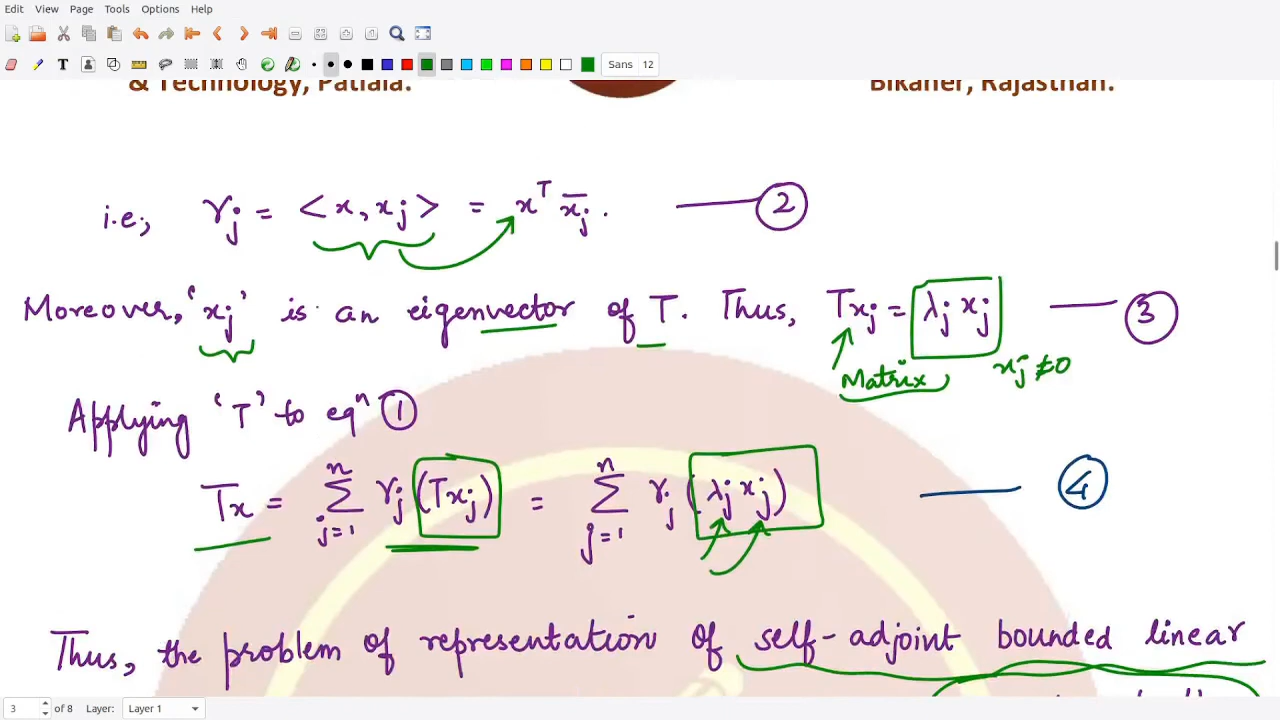 Edit View Page Tools Options Help
Sans 12
& Technology, Patiala.
Bikaner, Rajasthan.
i.e; γj = <x, xj> = x^T x̄j. —— ②
Moreover, 'xj' is an eigenvector of T. Thus, Txj = λj xj —— ③
Matrix xj ≠ 0
Applying 'T' to eqⁿ ①
Tx = Σ_{j=1}^{n} γj (Txj) = Σ_{j=1}^{n} γj (λj xj) —— ④
Thus, the problem of representation of self-adjoint bounded linear
3 of 8 Layer: Layer 1